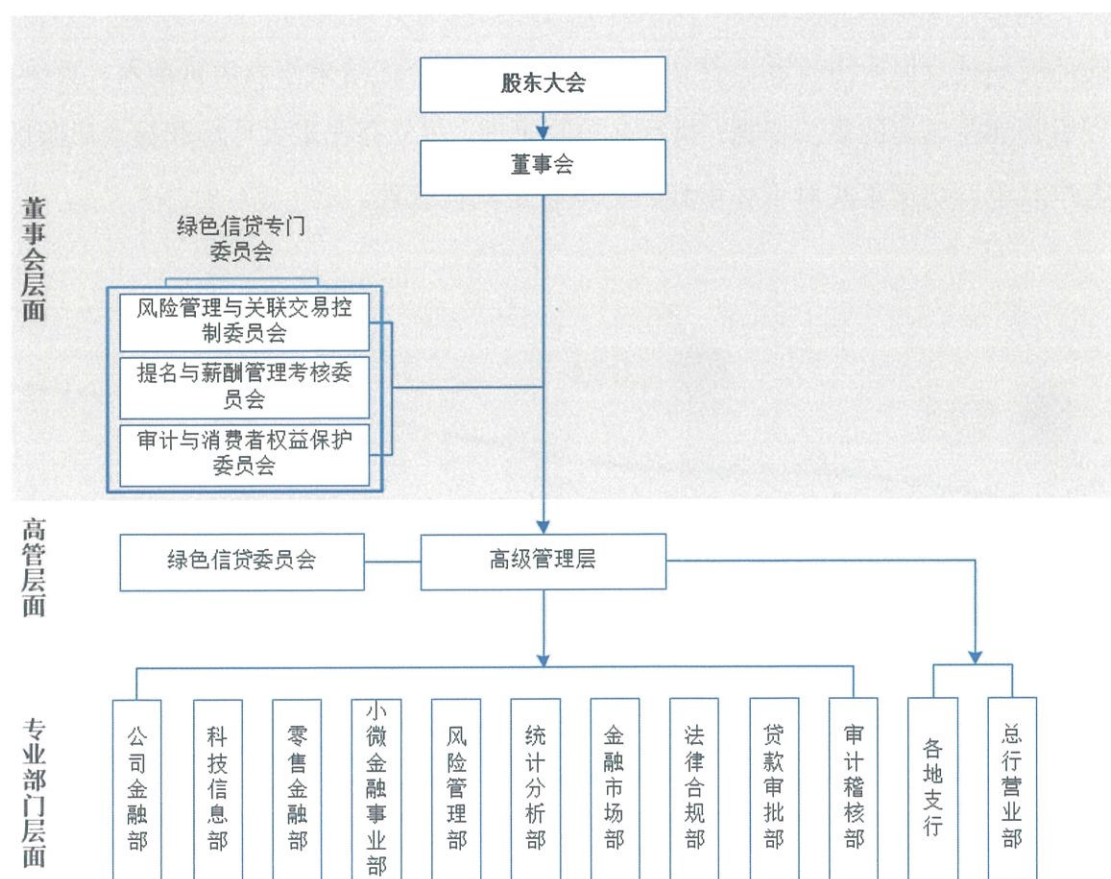 股东大会
董事会
董事会层面
绿色信贷专门
委员会
风险管理与关联交易控
制委员会
提名与薪酬管理考核委
员会
审计与消费者权益保护
委员会
高管层面
绿色信贷委员会
高级管理层
专业部门层面
公司金融部
科技信息部
零售金融部
小微金融事业部
风险管理部
统计分析部
金融市场部
法律合规部
贷款审批部
审计稽核部
各地支行
总行营业部